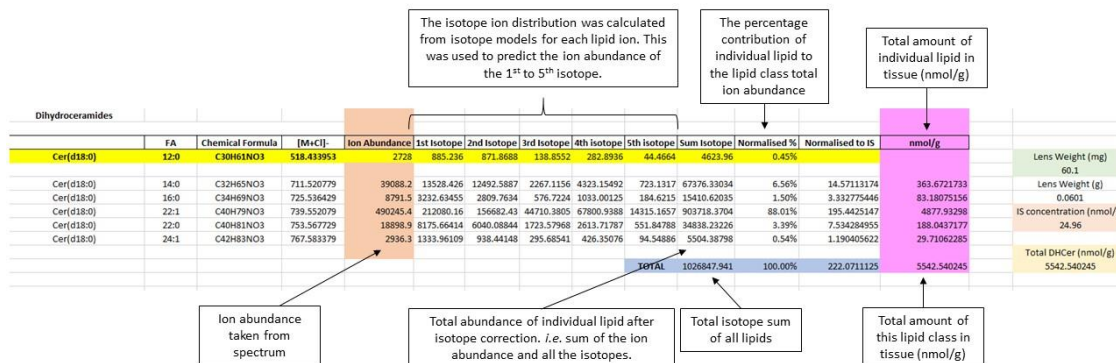 The isotope ion distribution was calculated
from isotope models for each lipid ion. This
was used to predict the ion abundance of
the 1st to 5th isotope.
The percentage
contribution of
individual lipid to
the lipid class total
ion abundance
Total amount of
individual lipid in
tissue (nmol/g)
Dihydroceramides
FA Chemical Formula [M+Cl]- Ion Abundance 1st Isotope 2nd Isotope 3rd Isotope 4th isotope 5th isotope Sum Isotope Normalised % Normalised to IS nmol/g
Cer(d18:0) 12:0 C30H61NO3 518.433953 2728 885.236 871.8688 138.8552 282.8936 44.4664 4623.96 0.45%
Lens Weight (mg)
60.1
Cer(d18:0) 14:0 C32H65NO3 711.520779 39088.2 13528.426 12492.5887 2267.1156 4323.15492 723.1317 67376.33034 6.56% 14.57113174 363.6721733 Lens Weight (g)
Cer(d18:0) 16:0 C34H69NO3 725.536429 8791.5 3232.63455 2809.7634 576.7224 1033.00125 184.6215 15410.62035 1.50% 3.332775446 83.18075156 0.0601
Cer(d18:0) 22:1 C40H79NO3 739.552079 490245.4 212080.16 156682.43 44710.3805 67800.9388 14315.1657 903718.3704 88.01% 195.4425147 4877.93298 IS concentration (nmol/
Cer(d18:0) 22:0 C40H81NO3 753.567729 18898.9 8175.66414 6040.08844 1723.57968 2613.71787 551.84788 34838.23226 3.39% 7.534284955 188.0437177 24.96
Cer(d18:0) 24:1 C42H83NO3 767.583379 2936.3 1333.96109 938.44148 295.68541 426.35076 94.54886 5504.38798 0.54% 1.190405622 29.71062285
Total DHCer (nmol/g)
TOTAL 1026847.941 100.00% 222.0711125 5542.540245 5542.540245
Ion abundance
taken from
spectrum
Total abundance of individual lipid after
isotope correction. i.e. sum of the ion
abundance and all the isotopes.
Total isotope sum
of all lipids
Total amount of
this lipid class in
tissue (nmol/g)